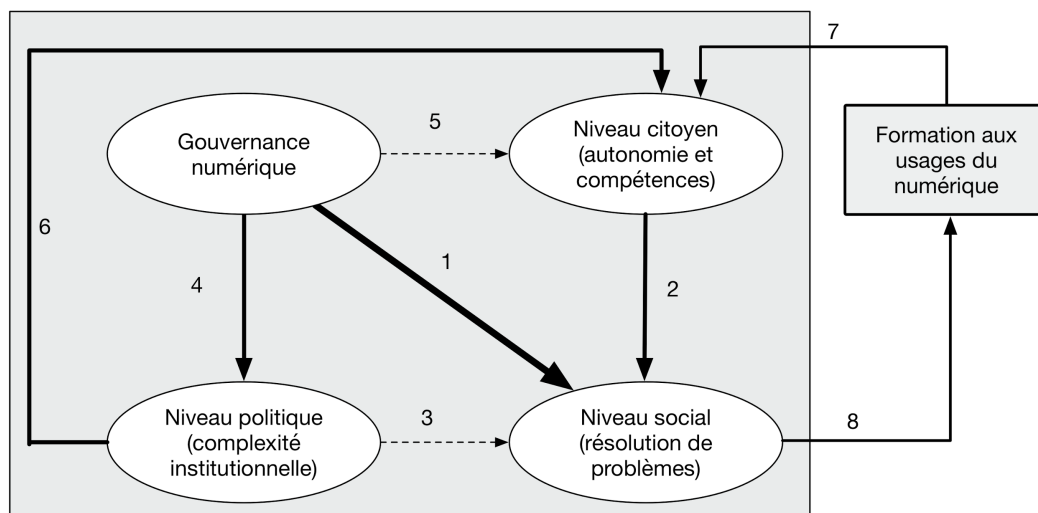 7
5
Gouvernance
numérique
Niveau citoyen
(autonomie et
compétences)
Formation aux
usages du
numérique
6
4
1
2
Niveau politique
(complexité
institutionnelle)
3
Niveau social
(résolution de
problèmes)
8